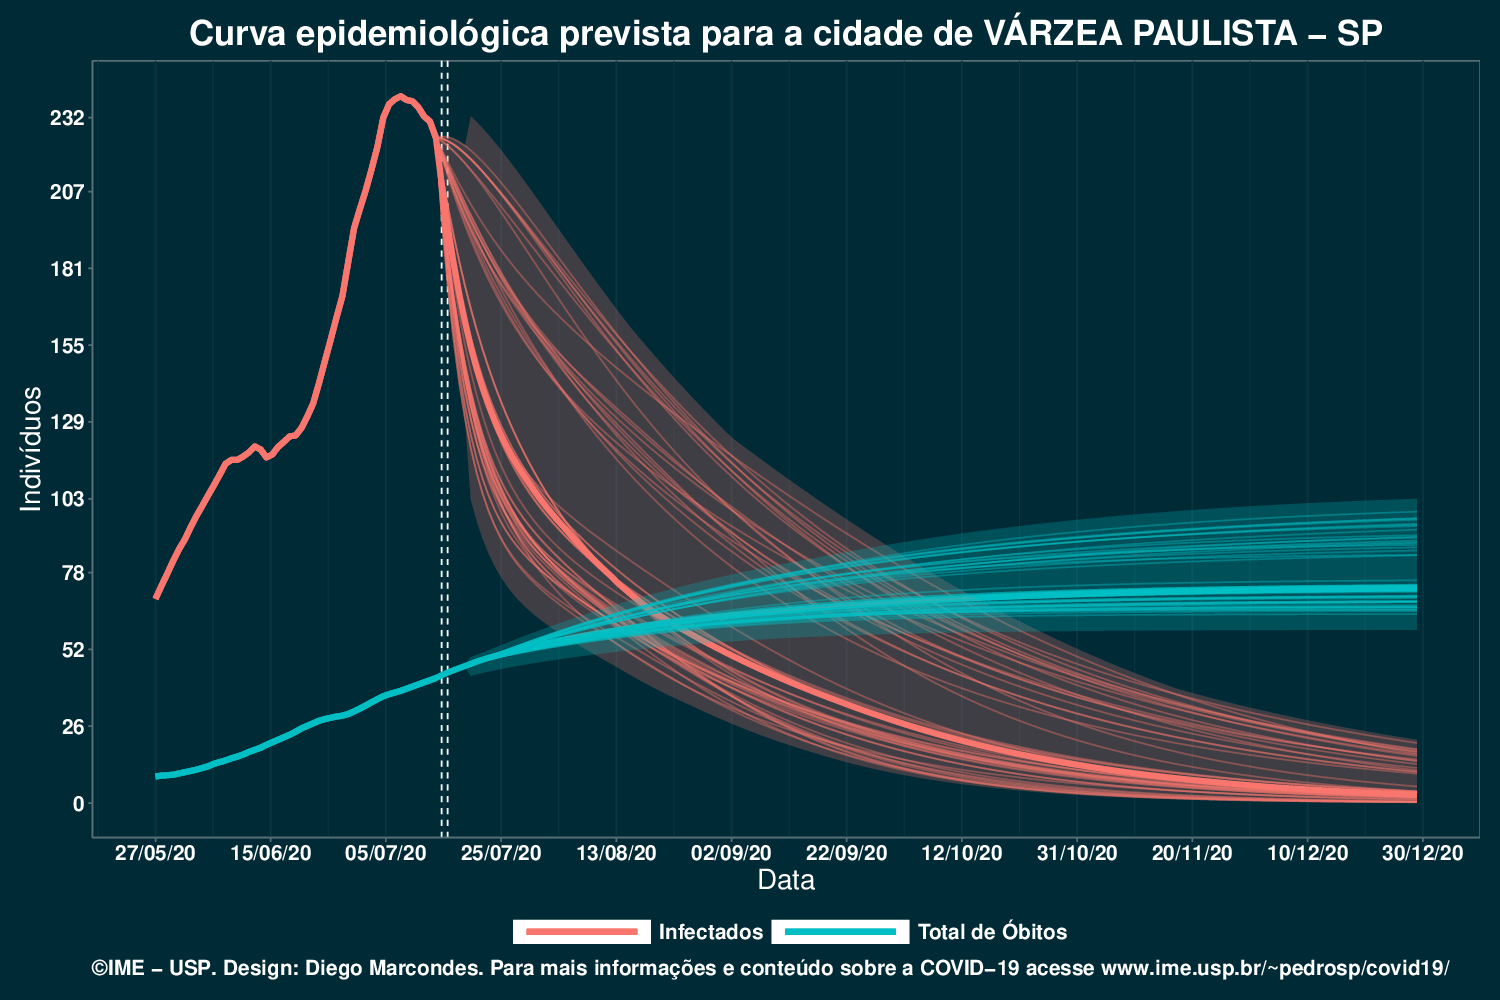 Curva epidemiológica prevista para a cidade de VÁRZEA PAULISTA – SP
Indivíduos
232
207
181
155
129
103
78
52
26
0
27/05/20 15/06/20 05/07/20 25/07/20 13/08/20 02/09/20 22/09/20 12/10/20 31/10/20 20/11/20 10/12/20 30/12/20
Data
Infectados Total de Óbitos
©IME – USP. Design: Diego Marcondes. Para mais informações e conteúdo sobre a COVID–19 acesse www.ime.usp.br/~pedrosp/covid19/